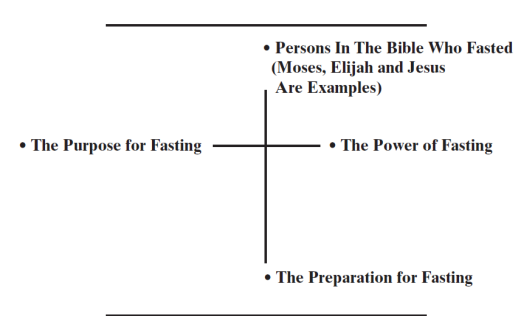 • Persons In The Bible Who Fasted
(Moses, Elijah and Jesus
Are Examples)
• The Purpose for Fasting
• The Power of Fasting
• The Preparation for Fasting